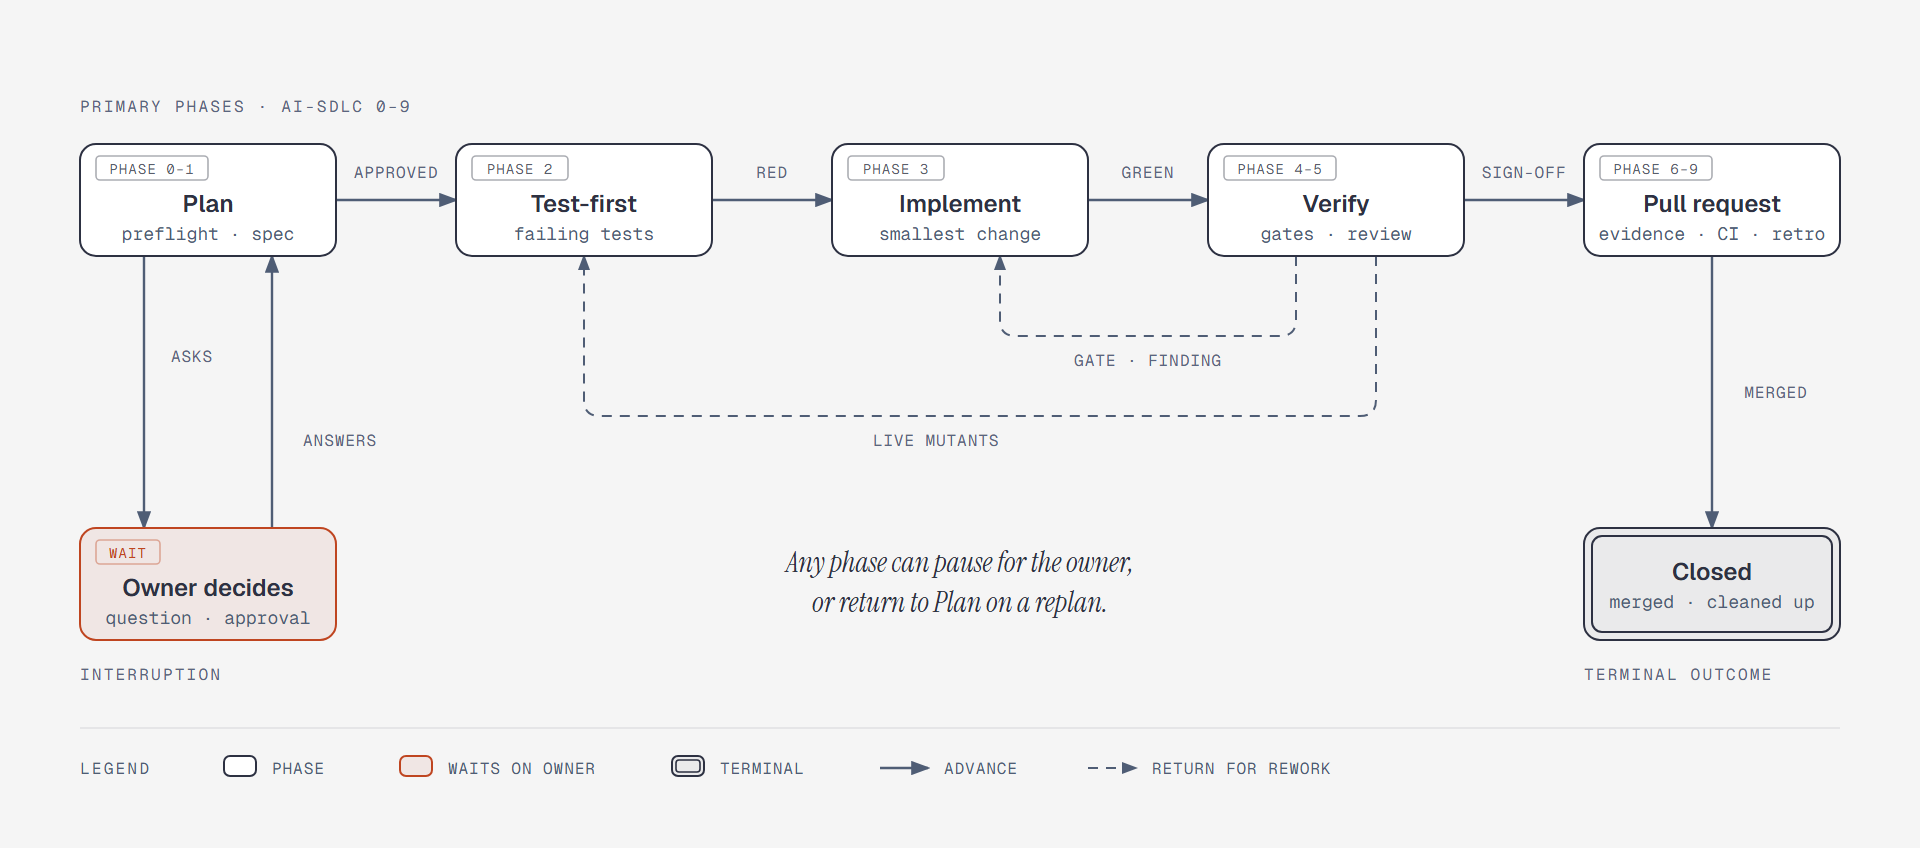 PRIMARY PHASES · AI-SDLC 0-9
PHASE 0-1
Plan
preflight · spec
APPROVED
PHASE 2
Test-first
failing tests
RED
PHASE 3
Implement
smallest change
GREEN
PHASE 4-5
Verify
gates · review
SIGN-OFF
PHASE 6-9
Pull request
evidence · CI · retro
ASKS
ANSWERS
GATE · FINDING
LIVE MUTANTS
MERGED
WAIT
Owner decides
question · approval
INTERRUPTION
Any phase can pause for the owner,
or return to Plan on a replan.
Closed
merged · cleaned up
TERMINAL OUTCOME
LEGEND
PHASE
WAITS ON OWNER
TERMINAL
ADVANCE
RETURN FOR REWORK